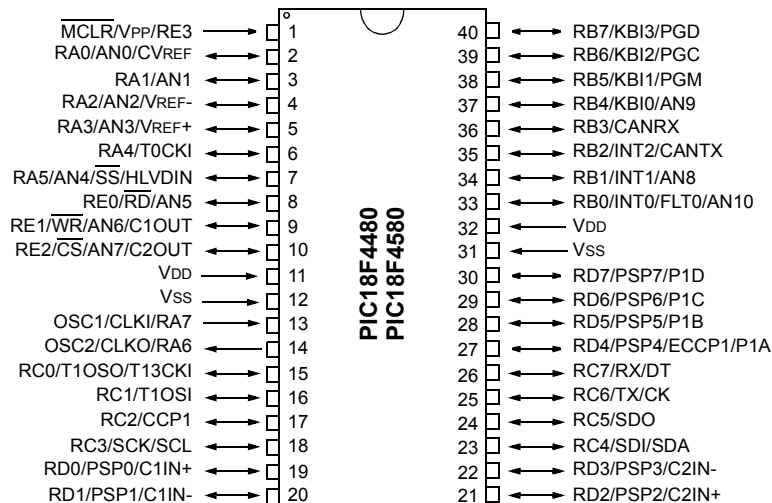 MCLR/VPP/RE3 1 40 RB7/KBI3/PGD
RA0/AN0/CVREF 2 39 RB6/KBI2/PGC
RA1/AN1 3 38 RB5/KBI1/PGM
RA2/AN2/VREF- 4 37 RB4/KBI0/AN9
RA3/AN3/VREF+ 5 36 RB3/CANRX
RA4/T0CKI 6 35 RB2/INT2/CANTX
RA5/AN4/SS/HLVDIN 7 34 RB1/INT1/AN8
RE0/RD/AN5 8 33 RB0/INT0/FLT0/AN10
RE1/WR/AN6/C1OUT 9 32 VDD
RE2/CS/AN7/C2OUT 10 31 VSS
VDD 11 30 RD7/PSP7/P1D
VSS 12 29 RD6/PSP6/P1C
OSC1/CLKI/RA7 13 28 RD5/PSP5/P1B
OSC2/CLKO/RA6 14 27 RD4/PSP4/ECCP1/P1A
RC0/T1OSO/T13CKI 15 26 RC7/RX/DT
RC1/T1OSI 16 25 RC6/TX/CK
RC2/CCP1 17 24 RC5/SDO
RC3/SCK/SCL 18 23 RC4/SDI/SDA
RD0/PSP0/C1IN+ 19 22 RD3/PSP3/C2IN-
RD1/PSP1/C1IN- 20 21 RD2/PSP2/C2IN+
PIC18F4480
PIC18F4580